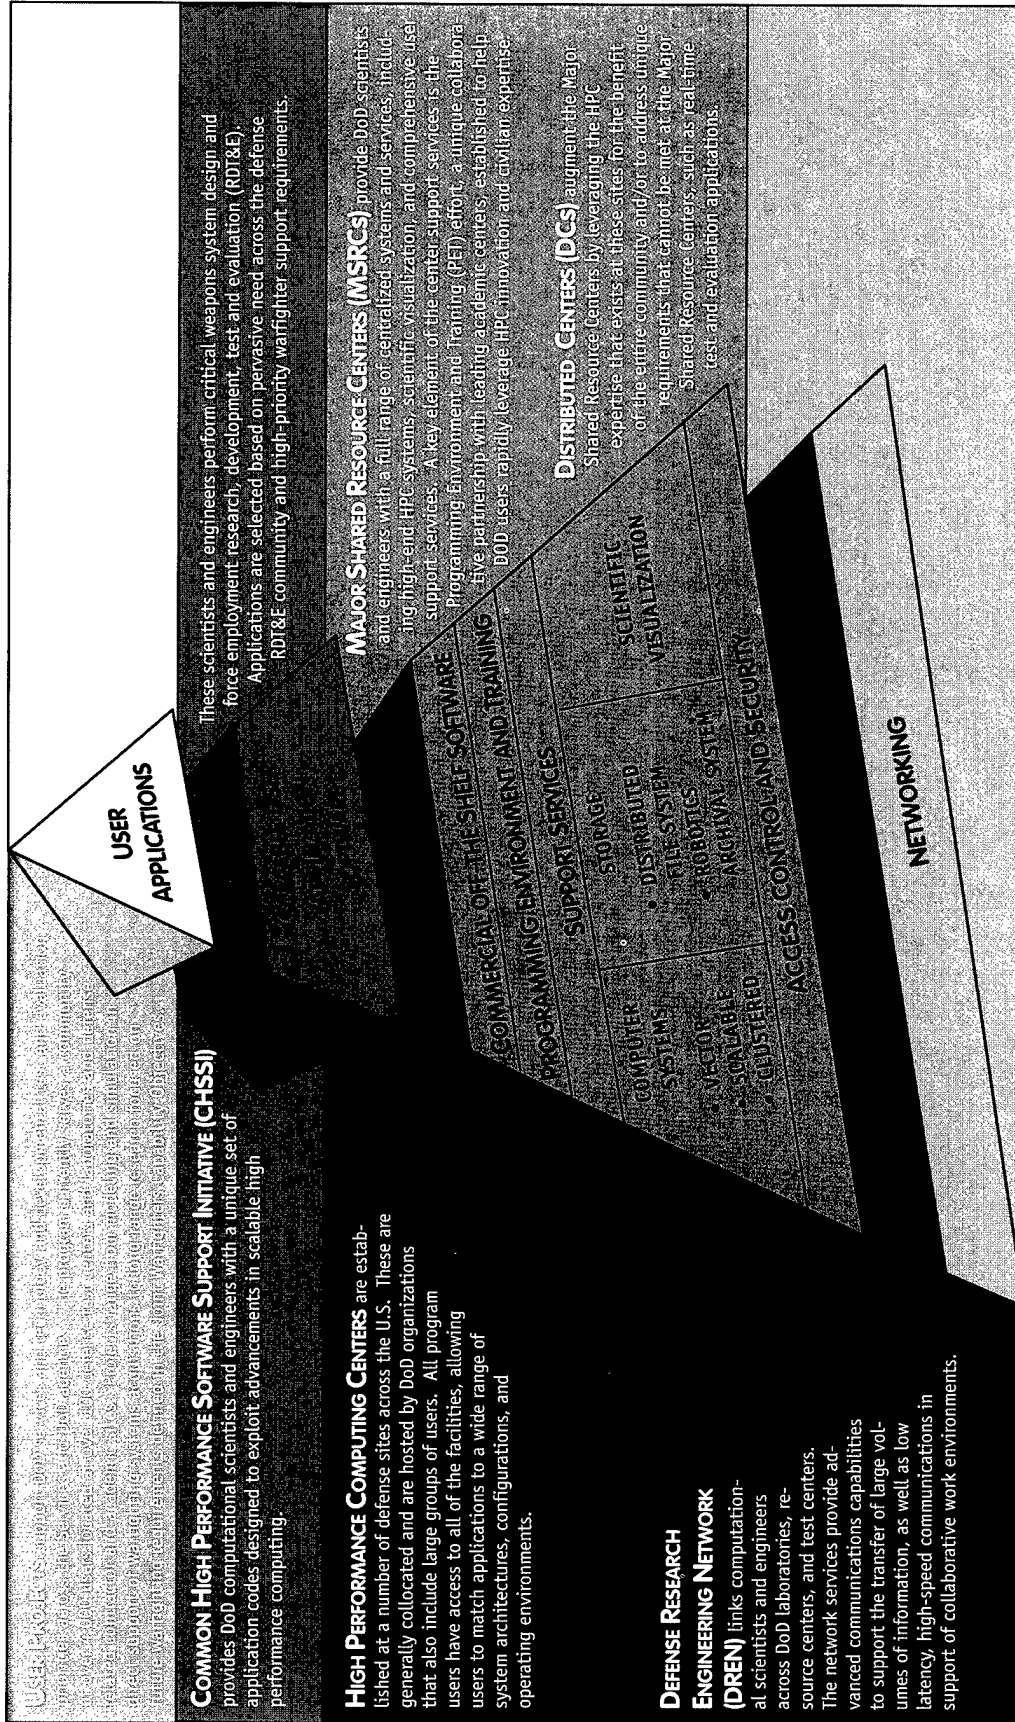 USER PROJECTS
COMMON HIGH PERFORMANCE SOFTWARE SUPPORT INITIATIVE (CHSSI)
provides DoD computational scientists and engineers with a unique set of
application codes designed to exploit advancements in scalable high
performance computing.
These scientists and engineers perform critical weapons system design and
force employment research, development, test and evaluation (RDT&E).
Applications are selected based on pervasive need across the defense
RDT&E community and high-priority warfighter support requirements.
HIGH PERFORMANCE COMPUTING CENTERS are estab-
lished at a number of defense sites across the U.S. These are
generally collocated and are hosted by DoD organizations
that also include large groups of users. All program
users have access to all of the facilities, allowing
users to match applications to a wide range of
system architectures, configurations, and
operating environments.
MAJOR SHARED RESOURCE CENTERS (MSRCS) provide DoD scientists
and engineers with a full range of centralized systems and services, includ-
ing high-end HPC systems, scientific visualization, and comprehensive user
support services. A key element of the center support services is the
Programming Environment and Training (PET) effort, a unique collabora
tive partnership with leading academic centers, established to help
DOD users rapidly leverage HPC innovation and civilian expertise.
DISTRIBUTED CENTERS (DCS) augment the Major
Shared Resource Centers by leveraging the HPC
expertise that exists at these sites for the benefit
of the entire community and/or to address unique
requirements that cannot be met at the Major
Shared Resource Centers, such as real-time
test and evaluation applications.
DEFENSE RESEARCH
ENGINEERING NETWORK
(DREN) links computation-
al scientists and engineers
across DoD laboratories, re-
source centers, and test centers.
The network services provide ad-
vanced communications capabilities
to support the transfer of large vol-
umes of information, as well as low
latency, high-speed communications in
support of collaborative work environments.
USER
APPLICATIONS
COMMERCIAL OFF-THE-SHELF SOFTWARE
PROGRAMMING ENVIRONMENT AND TRAINING
SUPPORT SERVICES
COMPUTER
SYSTEMS
• VECTOR
• SCALABLE
• CLUSTERED
STORAGE
• DISTRIBUTED
FILE SYSTEM
• ROBOTICS
ARCHIVAL SYSTEM
SCIENTIFIC
VISUALIZATION
ACCESS CONTROL AND SECURITY
NETWORKING